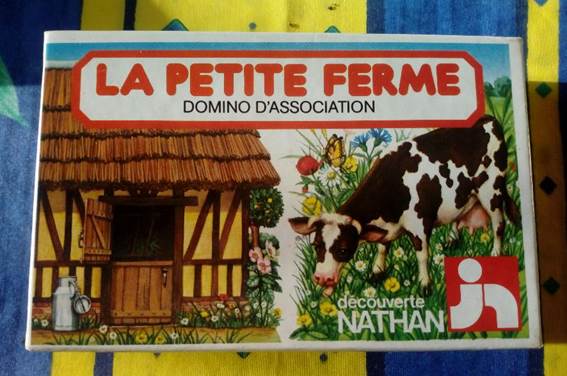 LA PETITE FERME
DOMINO D'ASSOCIATION
découverte
NATHAN